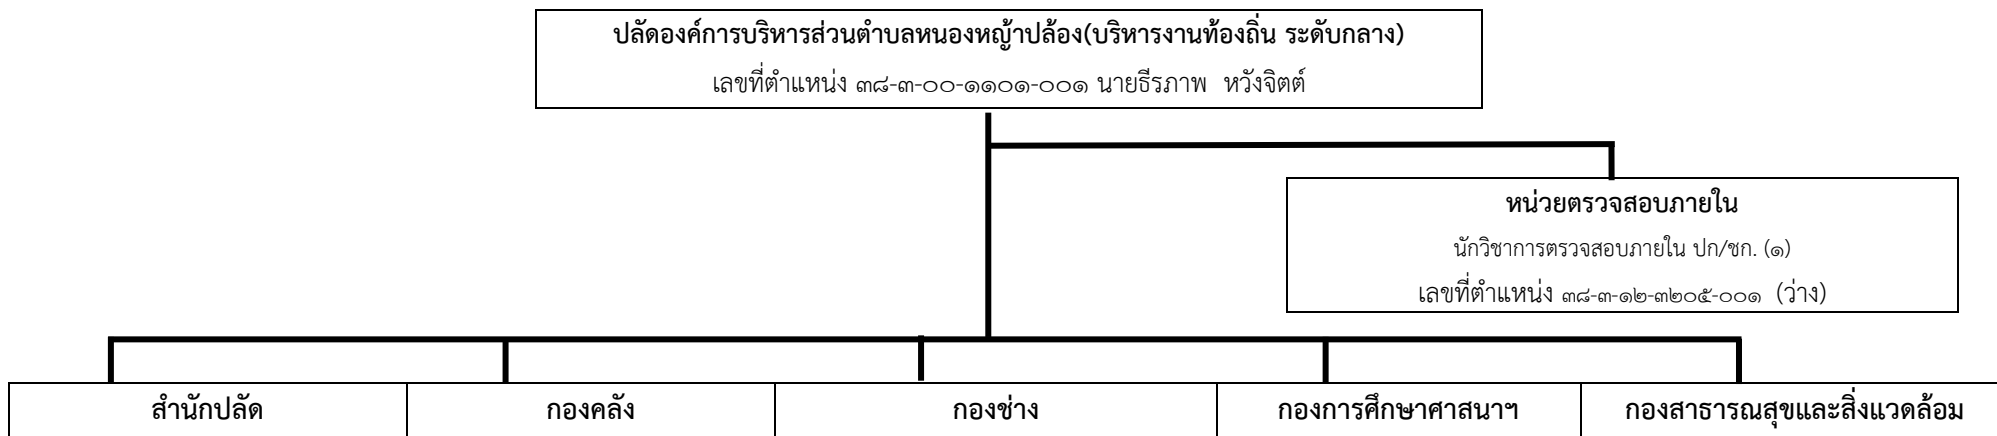 ปลัดองค์การบริหารส่วนตำบลหนองหญ้าปล้อง(บริหารงานท้องถิ่น ระดับกลาง)
เลขที่ตำแหน่ง ๓๘-๓-๐๐-๑๑๐๑-๐๐๑ นายธีรภาพ หวังจิตต์
หน่วยตรวจสอบภายใน
นักวิชาการตรวจสอบภายใน ปก/ชก. (๑)
เลขที่ตำแหน่ง ๓๘-๓-๑๒-๓๒๐๕-๐๐๑ (ว่าง)
สำนักปลัด
กองคลัง
กองช่าง
กองการศึกษาศาสนาฯ
กองสาธารณสุขและสิ่งแวดล้อม